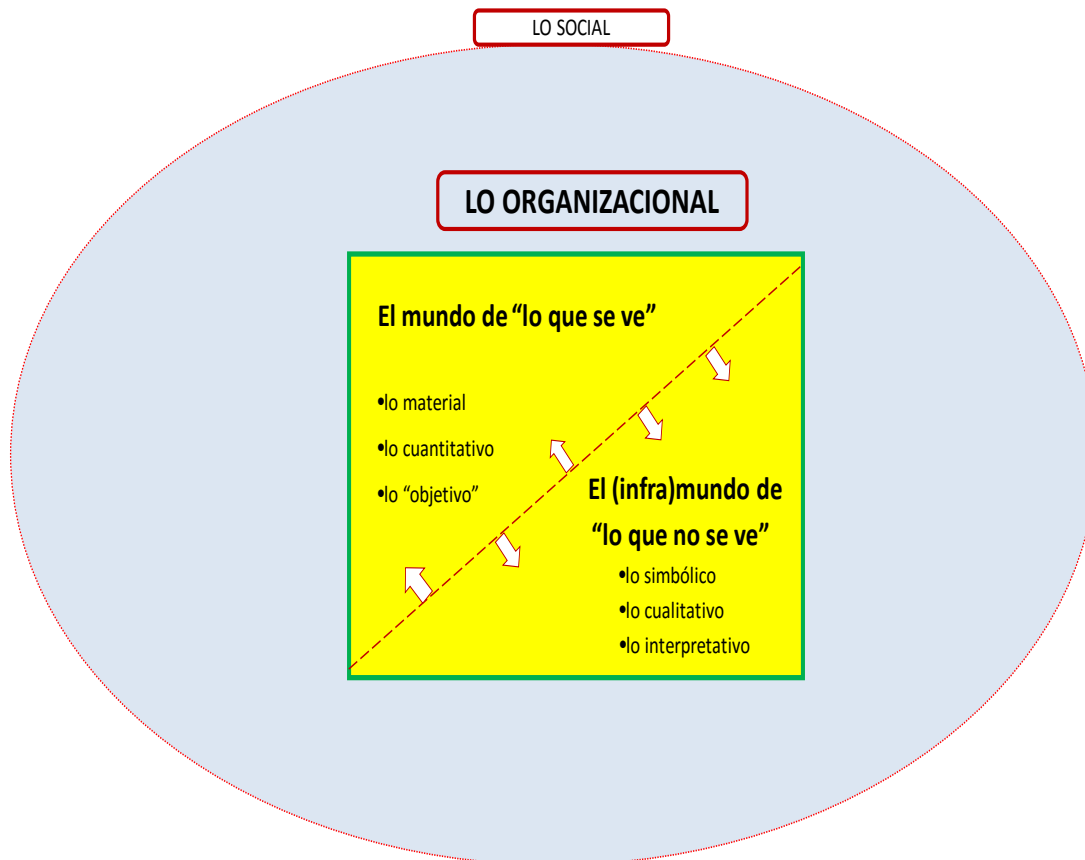 LO SOCIAL
LO ORGANIZACIONAL
El mundo de “lo que se ve”
•lo material
•lo cuantitativo
•lo “objetivo”
El (infra)mundo de
“lo que no se ve”
•lo simbólico
•lo cualitativo
•lo interpretativo